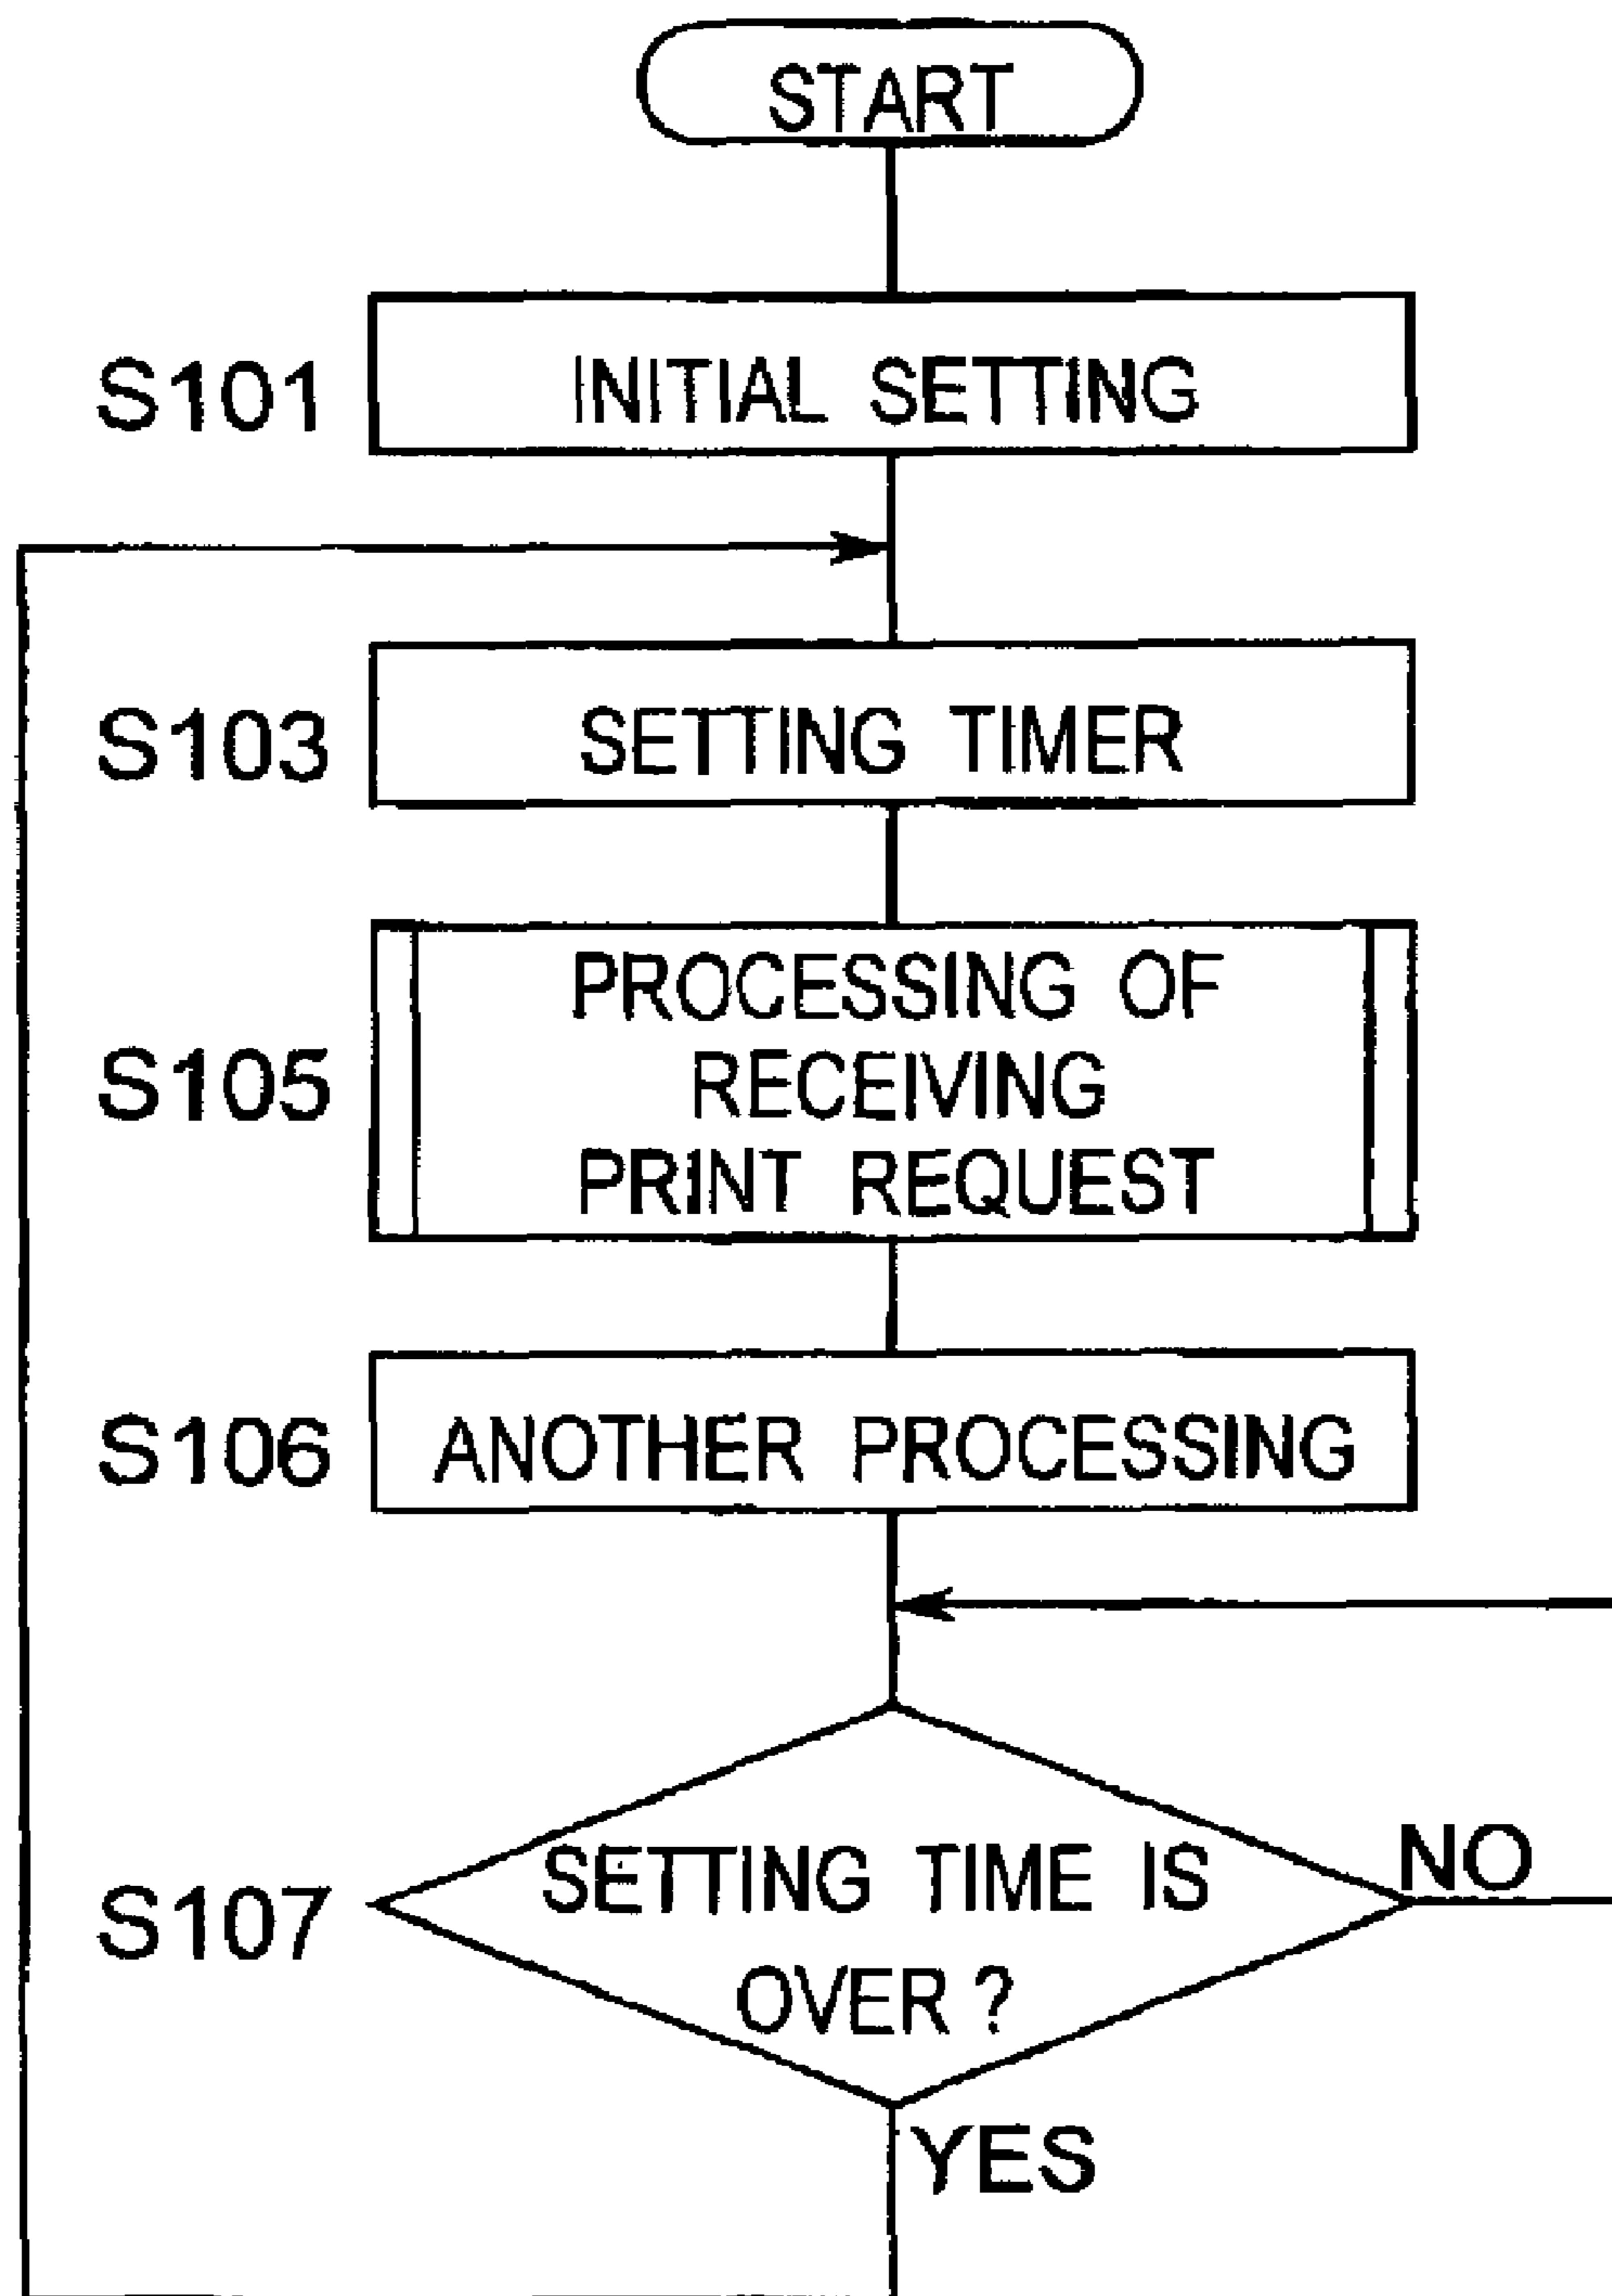 START
S101
INITIAL SETTING
S103
SETTING TIMER
S105
PROCESSING OF
RECEIVING
PRINT REQUEST
S106
ANOTHER PROCESSING
S107
SETTING TIME IS
OVER ?
NO
YES